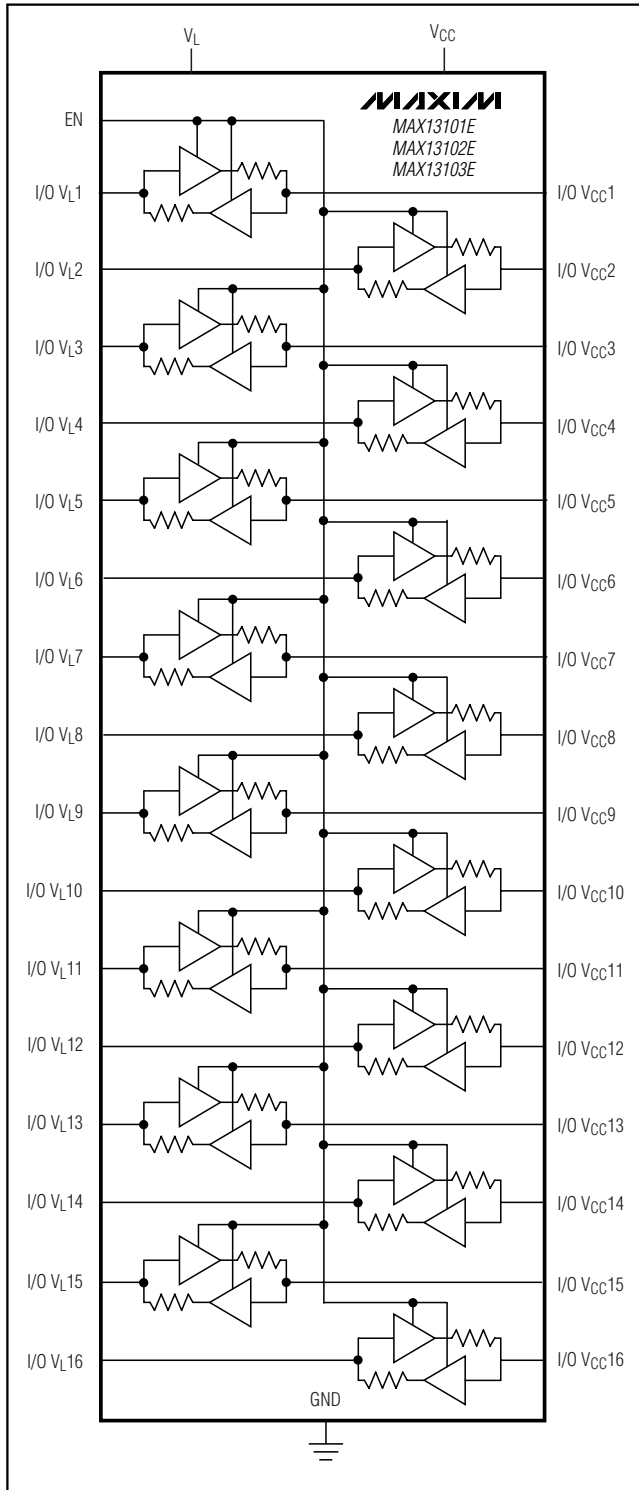 VL VCC
MAXIM
EN
MAX13101E
MAX13102E
MAX13103E
I/O VL1 I/O VCC1
I/O VL2 I/O VCC2
I/O VL3 I/O VCC3
I/O VL4 I/O VCC4
I/O VL5 I/O VCC5
I/O VL6 I/O VCC6
I/O VL7 I/O VCC7
I/O VL8 I/O VCC8
I/O VL9 I/O VCC9
I/O VL10 I/O VCC10
I/O VL11 I/O VCC11
I/O VL12 I/O VCC12
I/O VL13 I/O VCC13
I/O VL14 I/O VCC14
I/O VL15 I/O VCC15
I/O VL16 I/O VCC16
GND